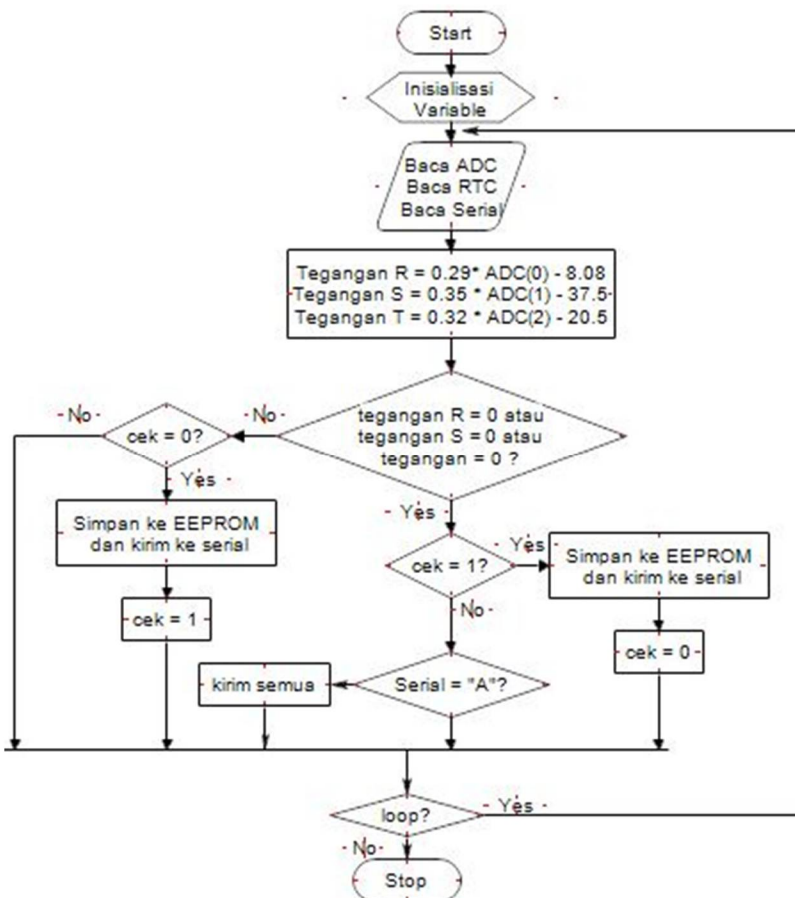 Start
Inisialisasi
Variable
Baca ADC
Baca RTC
Baca Serial
Tegangan R = 0.29* ADC(0) - 8.08
Tegangan S = 0.35 * ADC(1) - 37.5
Tegangan T = 0.32 * ADC(2) - 20.5
tegangan R = 0 atau
tegangan S = 0 atau
tegangan = 0 ?
No
cek = 0?
No
Yes
Simpan ke EEPROM
dan kirim ke serial
cek = 1
Yes
cek = 1?
Yes
Simpan ke EEPROM
dan kirim ke serial
cek = 0
No
Serial = "A"?
kirim semua
loop?
Yes
No
Stop